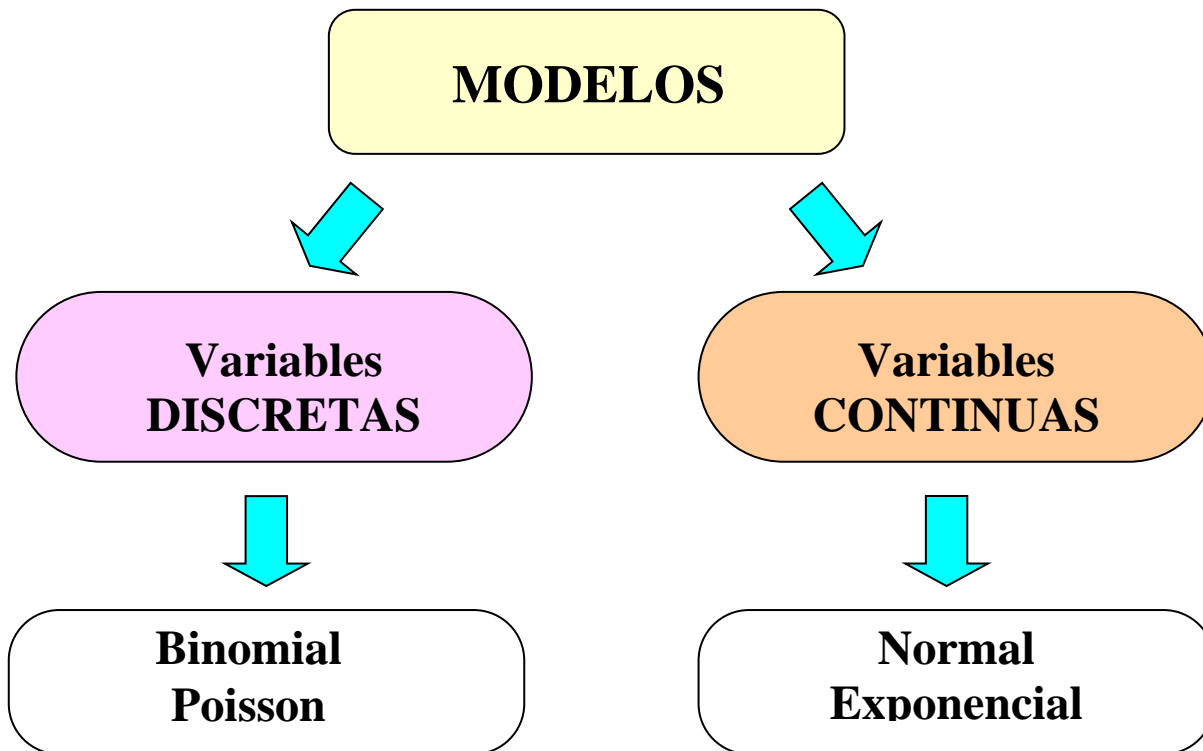 MODELOS
Variables
DISCRETAS
Variables
CONTINUAS
Binomial
Poisson
Normal
Exponencial